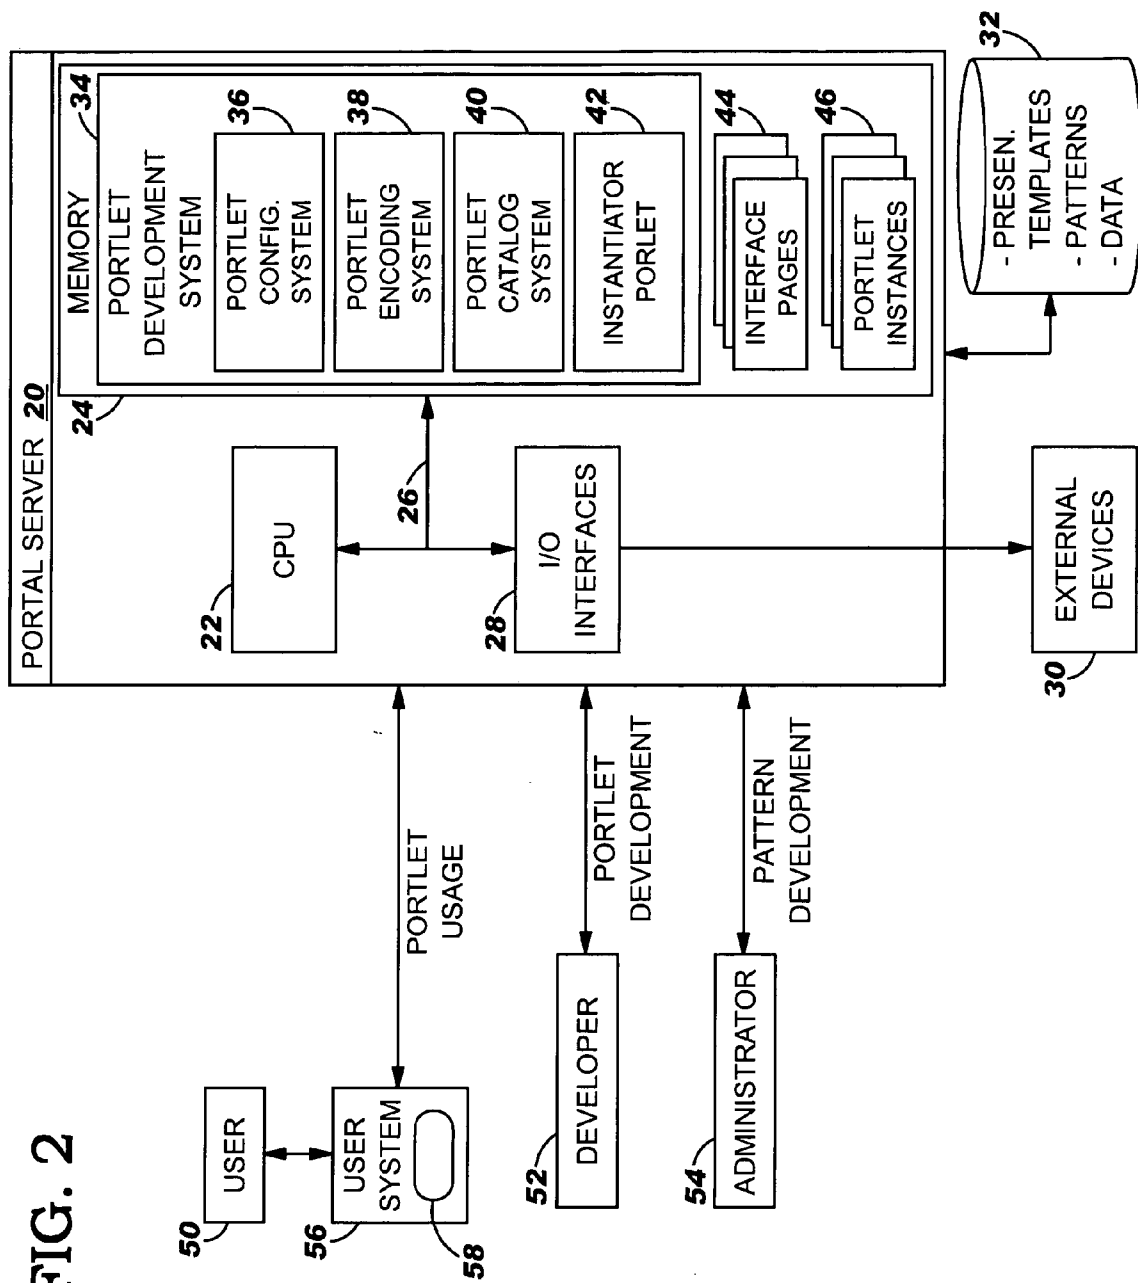 FIG. 2
PORTAL SERVER 20
24
MEMORY
34
PORTLET
DEVELOPMENT
SYSTEM
PORTLET
CONFIG.
SYSTEM
36
PORTLET
ENCODING
SYSTEM
38
PORTLET
CATALOG
SYSTEM
40
INSTANTIATOR
PORLET
42
INTERFACE
PAGES
44
PORTLET
INSTANCES
46
22
CPU
26
28
I/O
INTERFACES
30
EXTERNAL
DEVICES
32
- PRESEN.
TEMPLATES
- PATTERNS
- DATA
50
USER
56
USER
SYSTEM
58
PORTLET
USAGE
52
DEVELOPER
PORTLET
DEVELOPMENT
54
ADMINISTRATOR
PATTERN
DEVELOPMENT